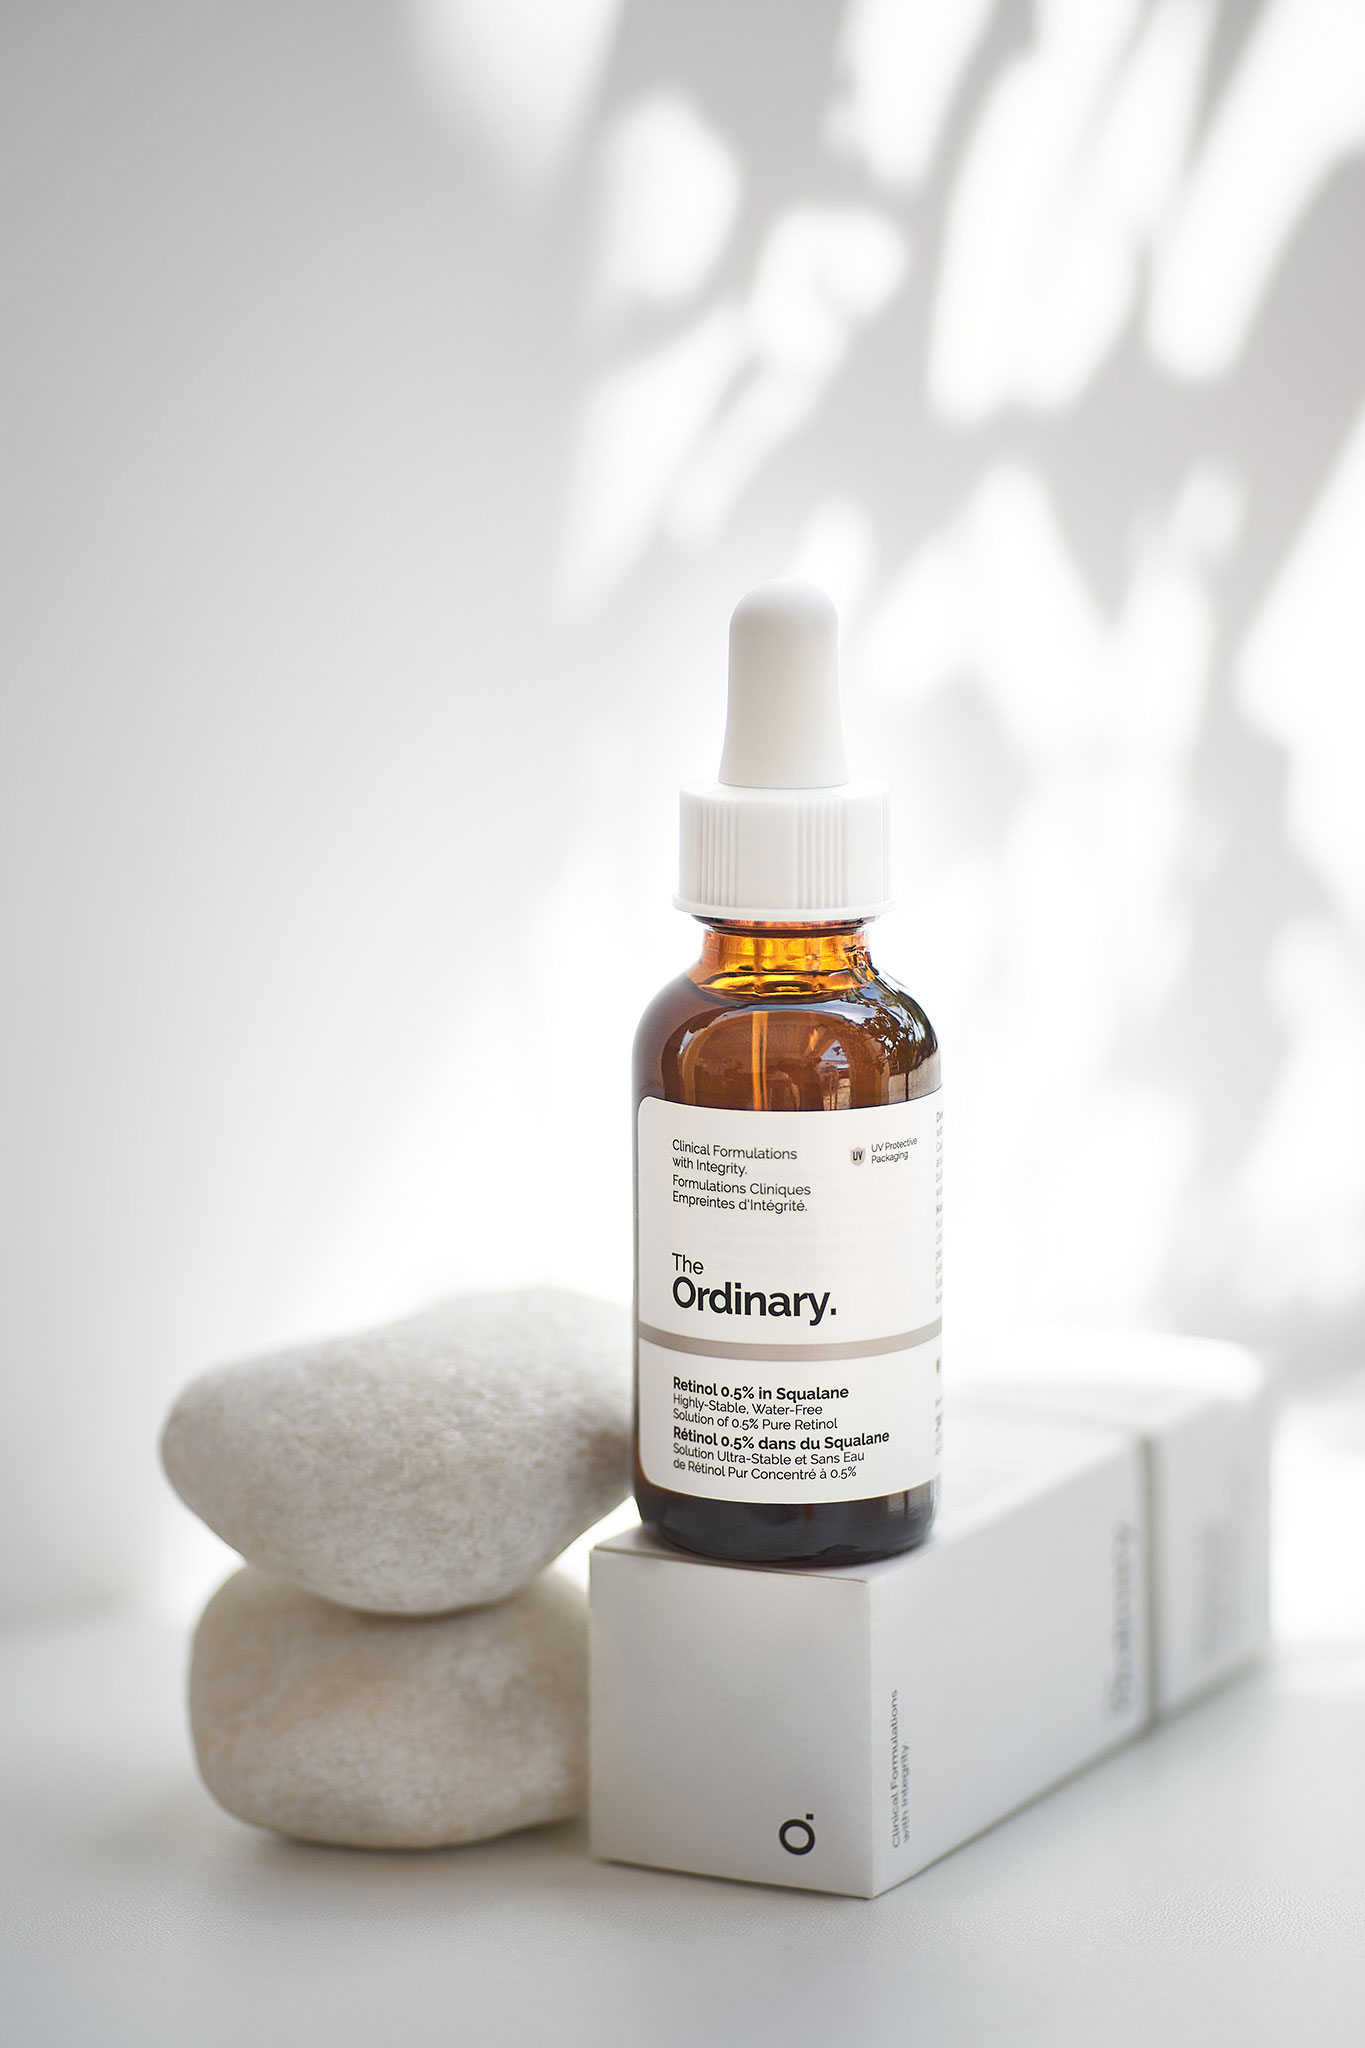 Clinical Formulations
with Integrity.
Formulations Cliniques
Empreintes d'Intégrité.
UV
UV Protective
Packaging
The
Ordinary.
Retinol 0.5% in Squalane
Highly-Stable, Water-Free
Solution of 0.5% Pure Retinol
Rétinol 0.5% dans du Squalane
Solution Ultra-Stable et Sans Eau
de Rétinol Pur Concentré à 0.5%
O.
Clinical Formulations
with Integrity.